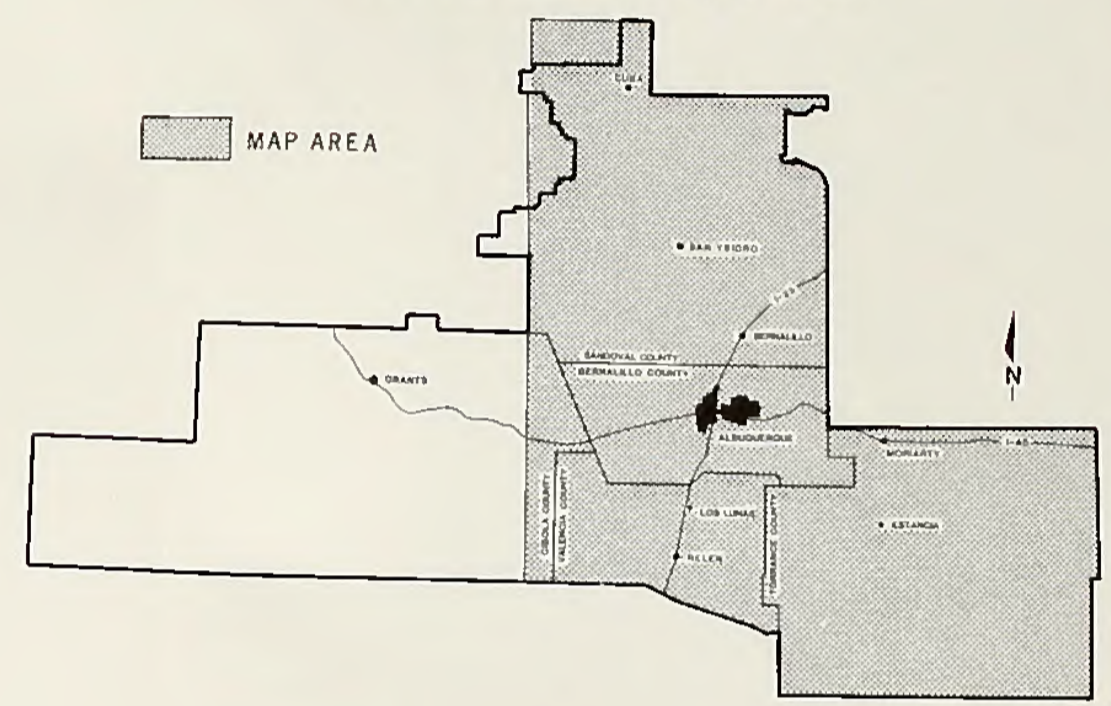 CUBA
MAP AREA
SAN YSIDRO
I-25
BERNALILLO
N
SANDOVAL COUNTY
BERNALILLO COUNTY
GRANTS
ALBUQUERQUE
MORIARTY
I-40
CIBOLA COUNTY
VALENCIA COUNTY
TORRANCE COUNTY
LOS LUNAS
ESTANCIA
BELEN